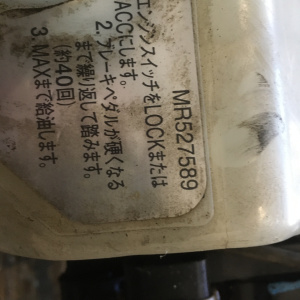 エンジンスイッチをLOCKまたは
ACCにします。
2. ブレーキペダルが硬くなる
まで繰り返して踏みます。
(約40回)
3. MAXまで給油します。
MR527589